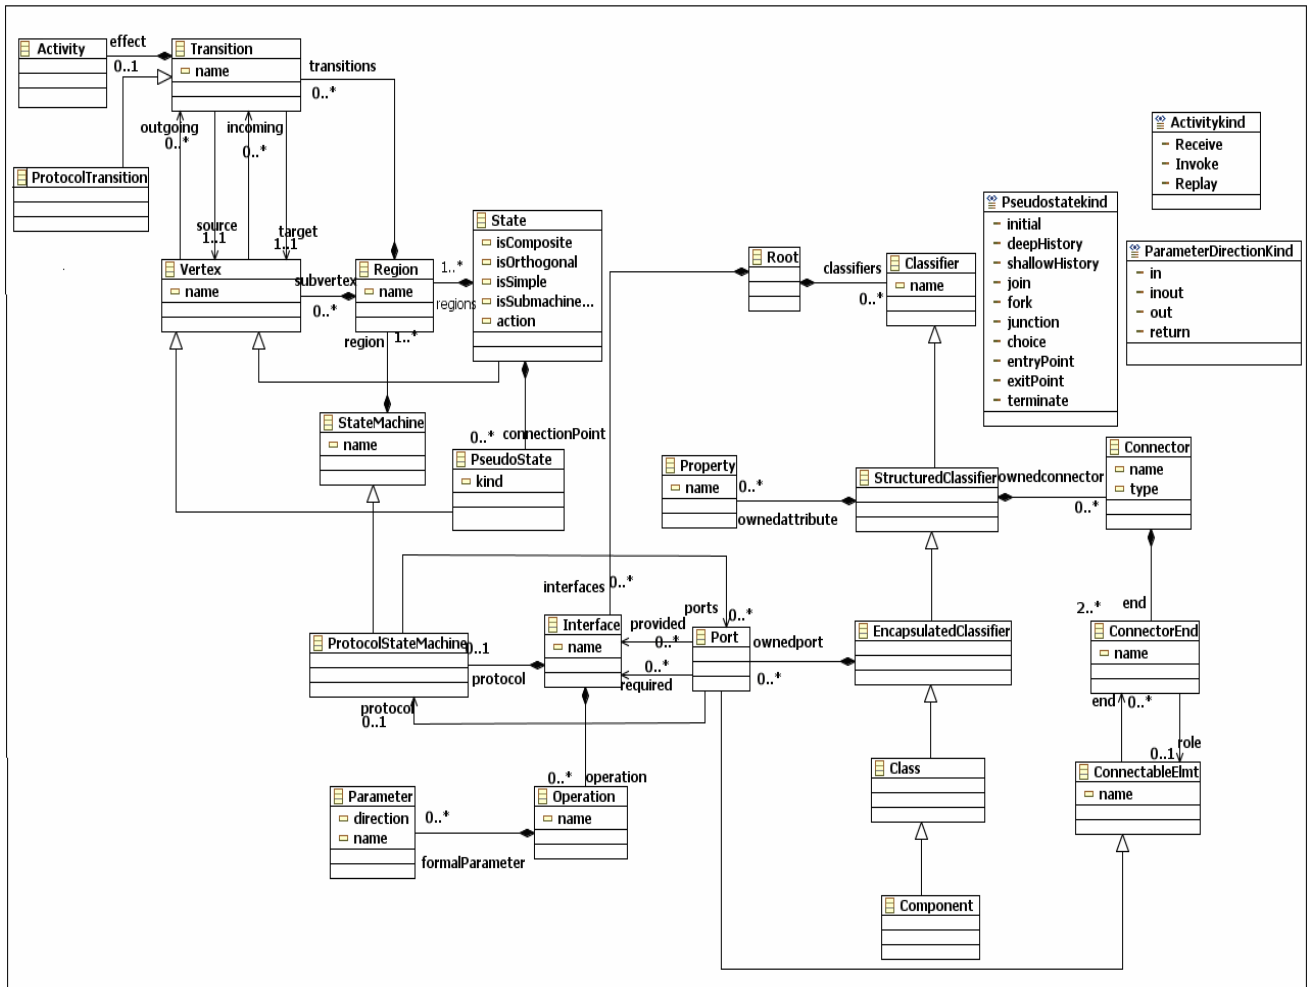 Activity
effect
0..1
Transition
name
transitions
0..*
outgoing
0..*
incoming
0..*
ProtocolTransition
source
1..1
target
1..1
Vertex
name
subvertex
0..*
Region
name
1..*
regions
State
isComposite
isOrthogonal
isSimple
isSubmachine...
action
region
1..*
StateMachine
name
0..*
connectionPoint
PseudoState
kind
Root
classifiers
0..*
Classifier
name
Pseudostatekind
initial
deepHistory
shallowHistory
join
fork
junction
choice
entryPoint
exitPoint
terminate
Activitykind
Receive
Invoke
Replay
ParameterDirectionKind
in
inout
out
return
Property
name
0..*
ownedattribute
StructuredClassifier
ownedconnector
0..*
Connector
name
type
interfaces
0..*
ProtocolStateMachine
0..1
protocol
protocol
0..1
Interface
name
provided
0..*
0..*
required
ports
0..*
Port
ownedport
0..*
EncapsulatedClassifier
2..*
end
ConnectorEnd
name
end
0..*
role
0..1
ConnectableElmt
name
Class
Component
0..*
operation
Operation
name
Parameter
direction
name
0..*
formalParameter